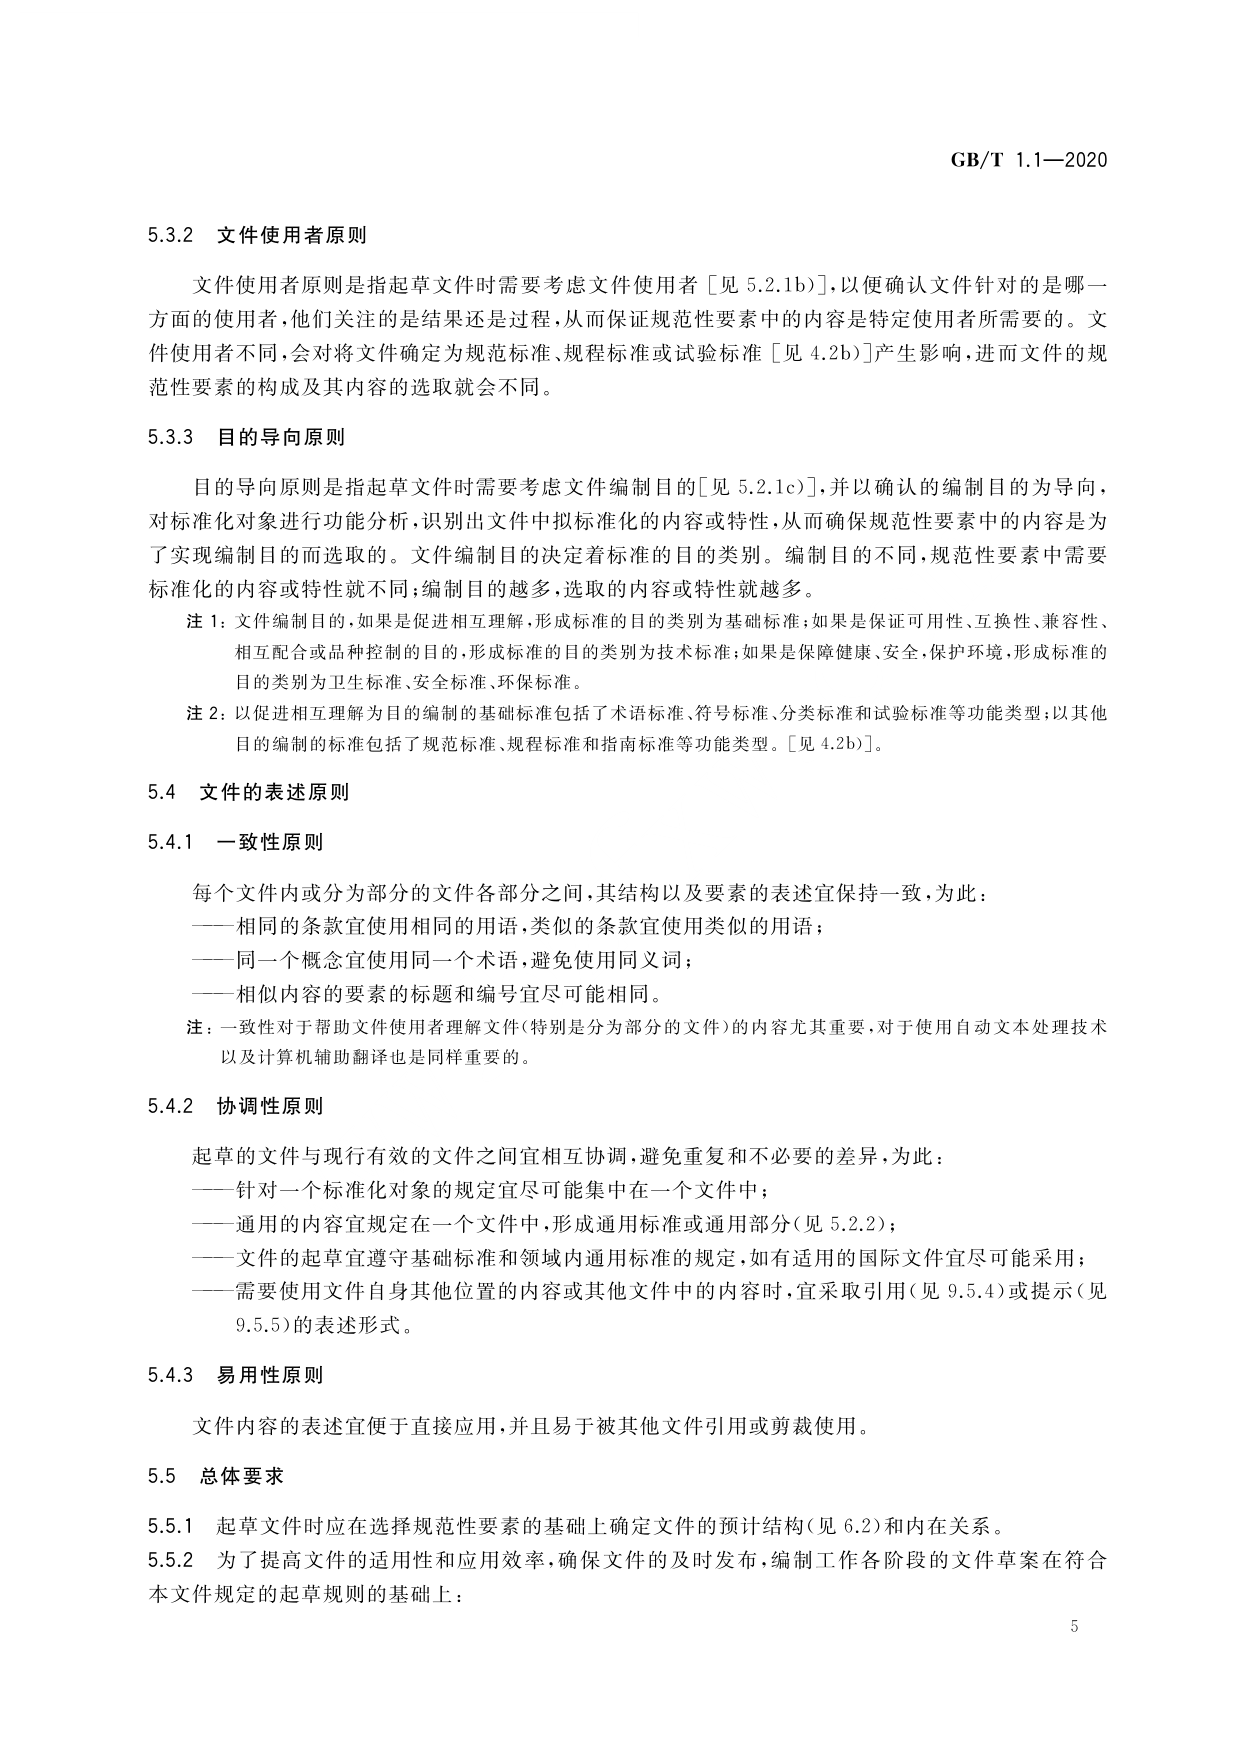 GB/T 1.1—2020
5.3.2 文件使用者原则
文件使用者原则是指起草文件时需要考虑文件使用者［见 5.2.1b)］,以便确认文件针对的是哪一
方面的使用者,他们关注的是结果还是过程,从而保证规范性要素中的内容是特定使用者所需要的。文
件使用者不同,会对将文件确定为规范标准、规程标准或试验标准［见 4.2b)］产生影响,进而文件的规
范性要素的构成及其内容的选取就会不同。
5.3.3 目的导向原则
目的导向原则是指起草文件时需要考虑文件编制目的［见 5.2.1c)］,并以确认的编制目的为导向,
对标准化对象进行功能分析,识别出文件中拟标准化的内容或特性,从而确保规范性要素中的内容是为
了实现编制目的而选取的。文件编制目的决定着标准的目的类别。编制目的不同,规范性要素中需要
标准化的内容或特性就不同;编制目的越多,选取的内容或特性就越多。
注 1: 文件编制目的,如果是促进相互理解,形成标准的目的类别为基础标准;如果是保证可用性、互换性、兼容性、
相互配合或品种控制的目的,形成标准的目的类别为技术标准;如果是保障健康、安全,保护环境,形成标准的
目的类别为卫生标准、安全标准、环保标准。
注 2: 以促进相互理解为目的编制的基础标准包括了术语标准、符号标准、分类标准和试验标准等功能类型;以其他
目的编制的标准包括了规范标准、规程标准和指南标准等功能类型。［见 4.2b)］。
5.4 文件的表述原则
5.4.1 一致性原则
每个文件内或分为部分的文件各部分之间,其结构以及要素的表述宜保持一致,为此:
——相同的条款宜使用相同的用语,类似的条款宜使用类似的用语;
——同一个概念宜使用同一个术语,避免使用同义词;
——相似内容的要素的标题和编号宜尽可能相同。
注: 一致性对于帮助文件使用者理解文件(特别是分为部分的文件)的内容尤其重要,对于使用自动文本处理技术
以及计算机辅助翻译也是同样重要的。
5.4.2 协调性原则
起草的文件与现行有效的文件之间宜相互协调,避免重复和不必要的差异,为此:
——针对一个标准化对象的规定宜尽可能集中在一个文件中;
——通用的内容宜规定在一个文件中,形成通用标准或通用部分(见 5.2.2);
——文件的起草宜遵守基础标准和领域内通用标准的规定,如有适用的国际文件宜尽可能采用;
——需要使用文件自身其他位置的内容或其他文件中的内容时,宜采取引用(见 9.5.4)或提示(见
9.5.5)的表述形式。
5.4.3 易用性原则
文件内容的表述宜便于直接应用,并且易于被其他文件引用或剪裁使用。
5.5 总体要求
5.5.1 起草文件时应在选择规范性要素的基础上确定文件的预计结构(见 6.2)和内在关系。
5.5.2 为了提高文件的适用性和应用效率,确保文件的及时发布,编制工作各阶段的文件草案在符合
本文件规定的起草规则的基础上:
5